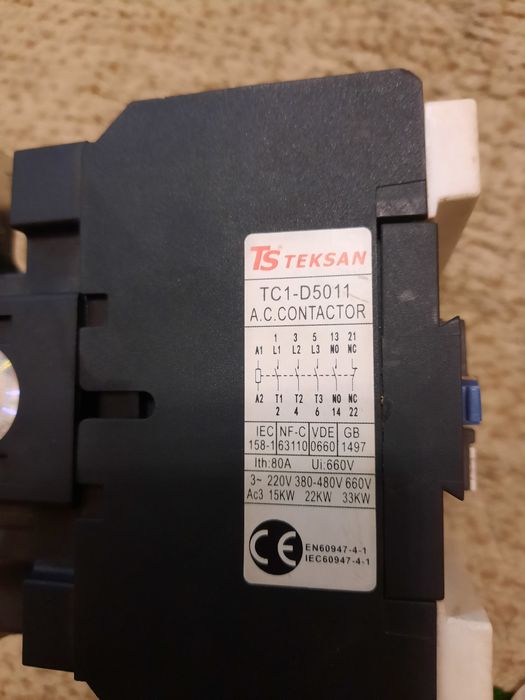 TS TEKSAN
TC1-D5011
A.C.CONTACTOR
1 3 5 13 21
A1 L1 L2 L3 NO NC
A2 T1 T2 T3 NO NC
2 4 6 14 22
IEC NF-C VDE GB
158-1 63110 0660 1497
Ith:80A Ui:660V
3~ 220V 380-480V 660V
Ac3 15KW 22KW 33KW
CE
EN60947-4-1
IEC60947-4-1